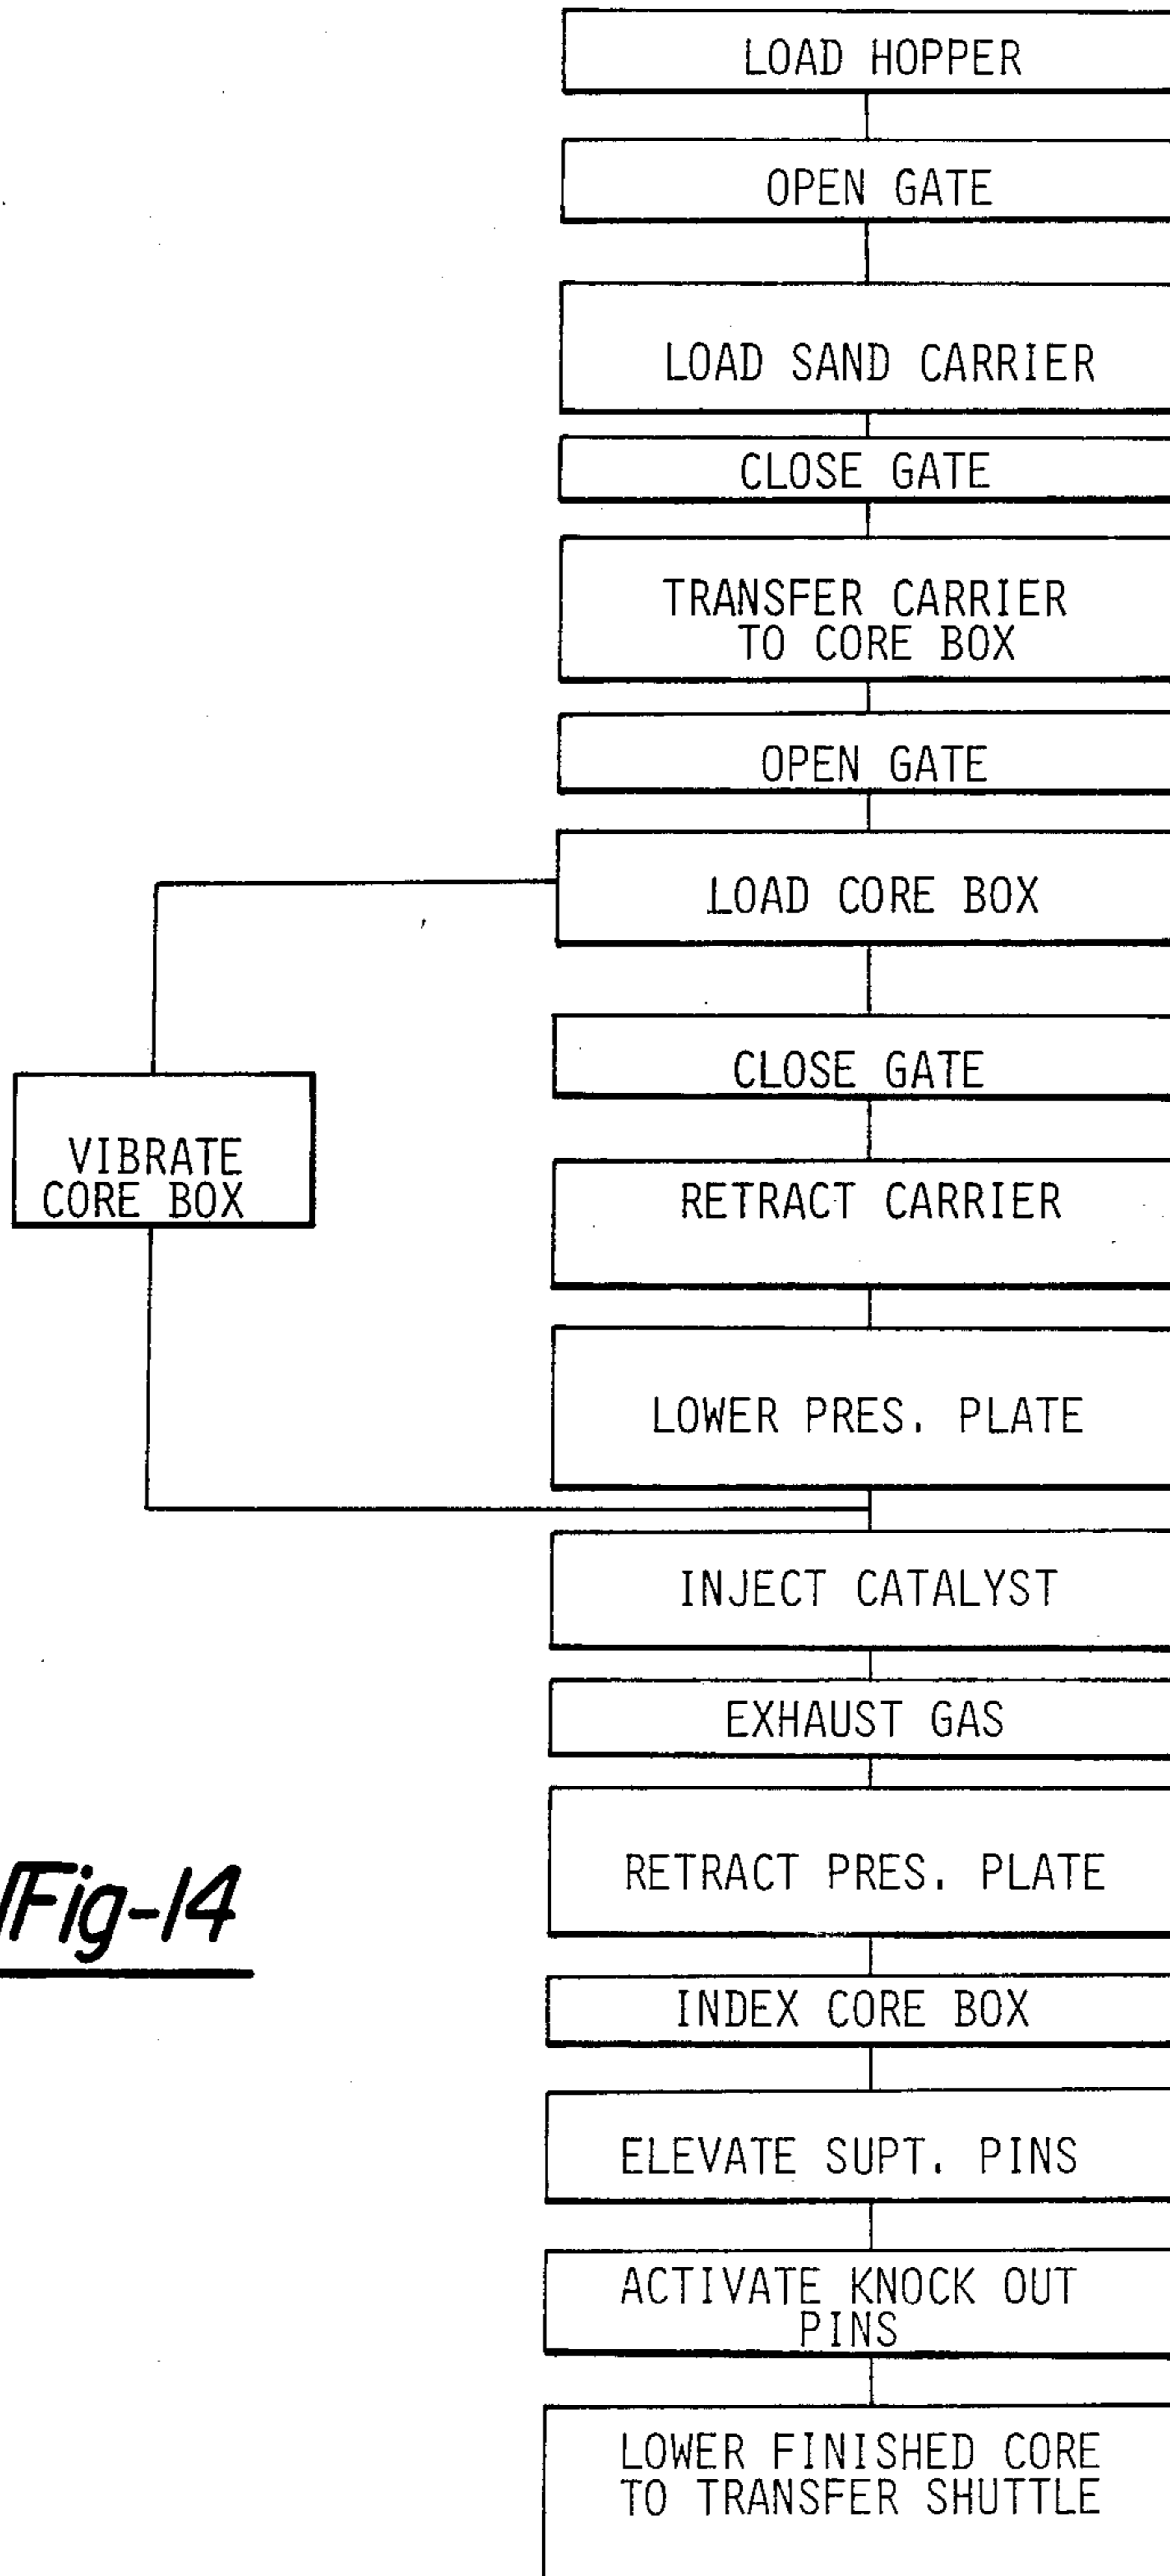 LOAD HOPPER
OPEN GATE
LOAD SAND CARRIER
CLOSE GATE
TRANSFER CARRIER
TO CORE BOX
OPEN GATE
LOAD CORE BOX
CLOSE GATE
VIBRATE
CORE BOX
RETRACT CARRIER
LOWER PRES. PLATE
INJECT CATALYST
EXHAUST GAS
RETRACT PRES. PLATE
Fig-14
INDEX CORE BOX
ELEVATE SUPT. PINS
ACTIVATE KNOCK OUT
PINS
LOWER FINISHED CORE
TO TRANSFER SHUTTLE